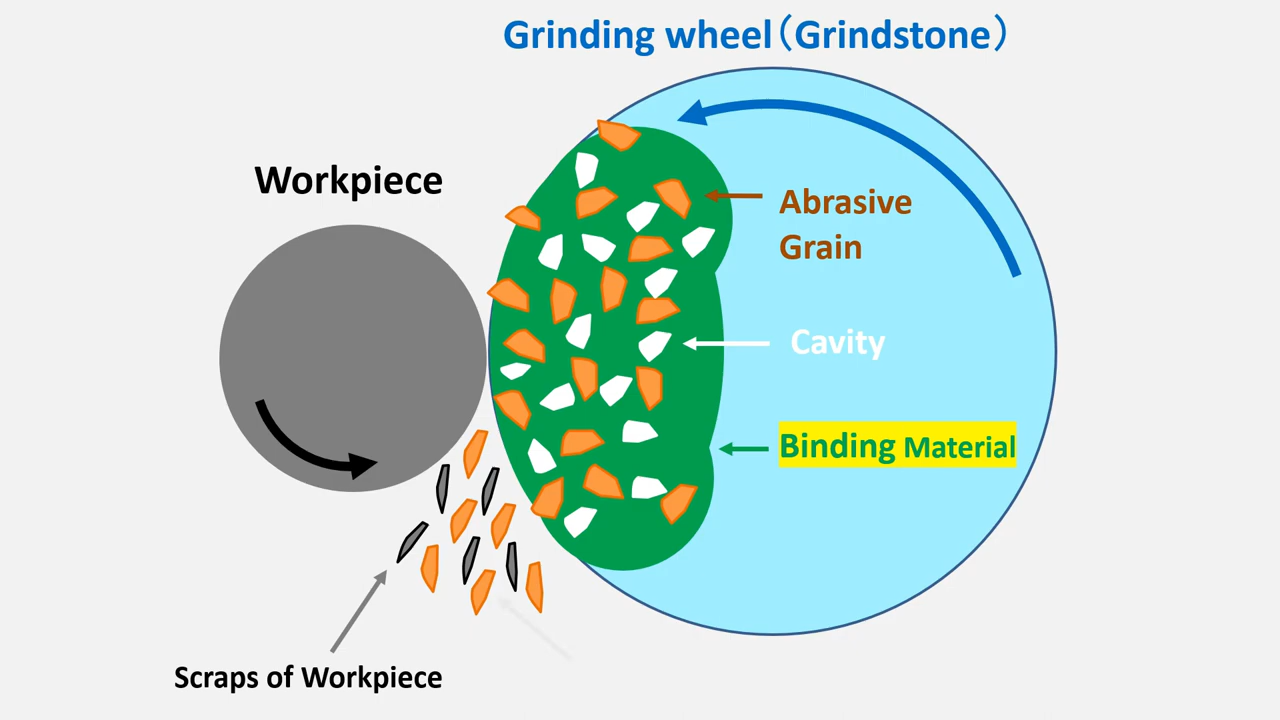 Grinding wheel（Grindstone）
Workpiece
Abrasive
Grain
Cavity
Binding Material
Scraps of Workpiece